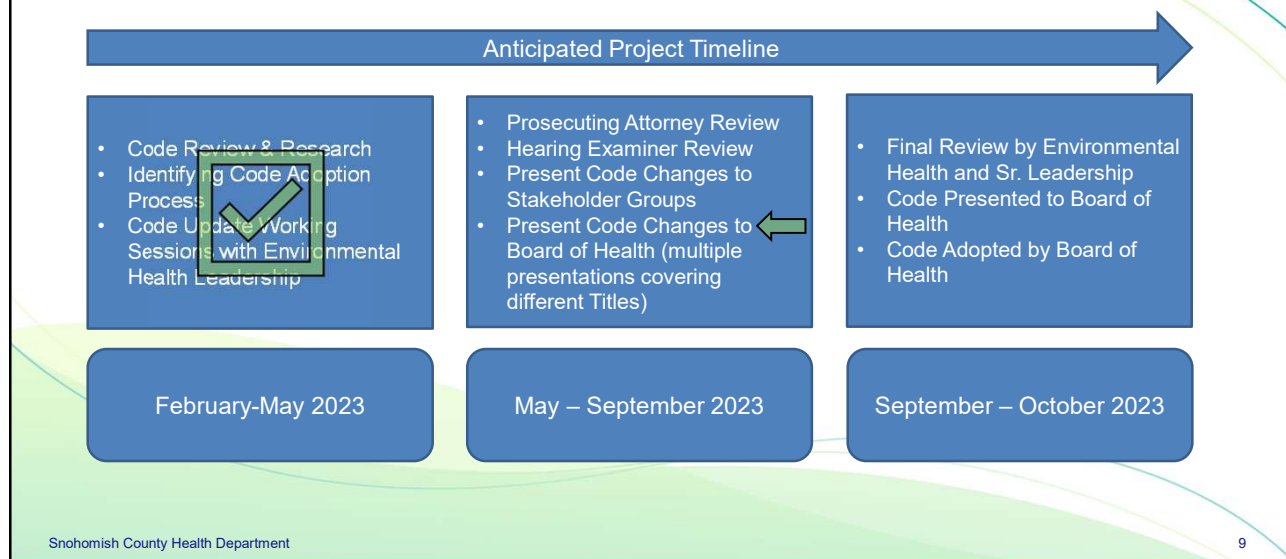 Anticipated Project Timeline
• Code Review & Research
• Identifying Code Adoption
Process
• Code Update Working
Sessions with Environmental
Health Leadership
• Prosecuting Attorney Review
• Hearing Examiner Review
• Present Code Changes to
Stakeholder Groups
• Present Code Changes to
Board of Health (multiple
presentations covering
different Titles)
• Final Review by Environmental
Health and Sr. Leadership
• Code Presented to Board of
Health
• Code Adopted by Board of
Health
February-May 2023
May – September 2023
September – October 2023
Snohomish County Health Department
9